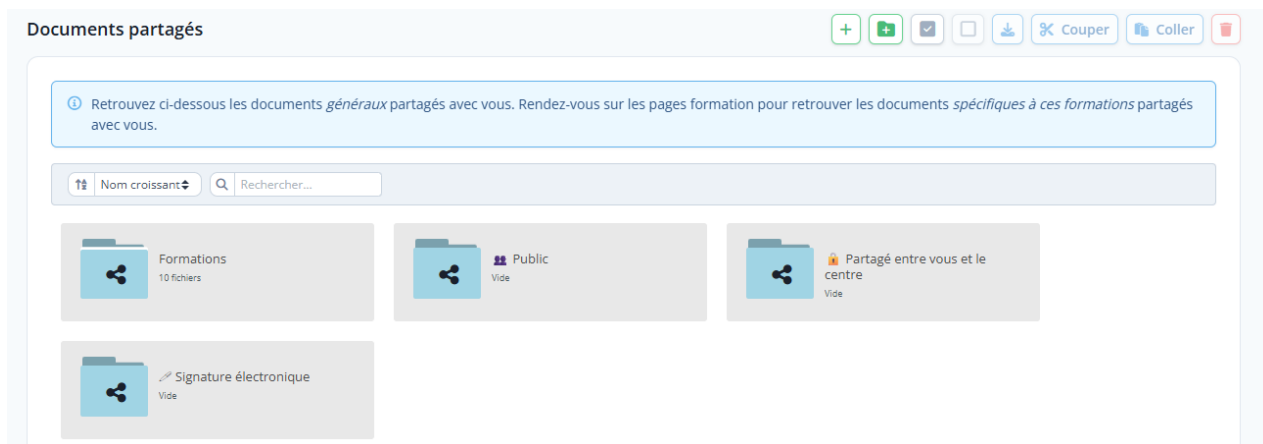 Documents partagés
Couper
Coller
Retrouvez ci-dessous les documents généraux partagés avec vous. Rendez-vous sur les pages formation pour retrouver les documents spécifiques à ces formations partagés
avec vous.
Nom croissant
Rechercher...
Formations
10 fichiers
Public
Vide
Partagé entre vous et le
centre
Vide
Signature électronique
Vide